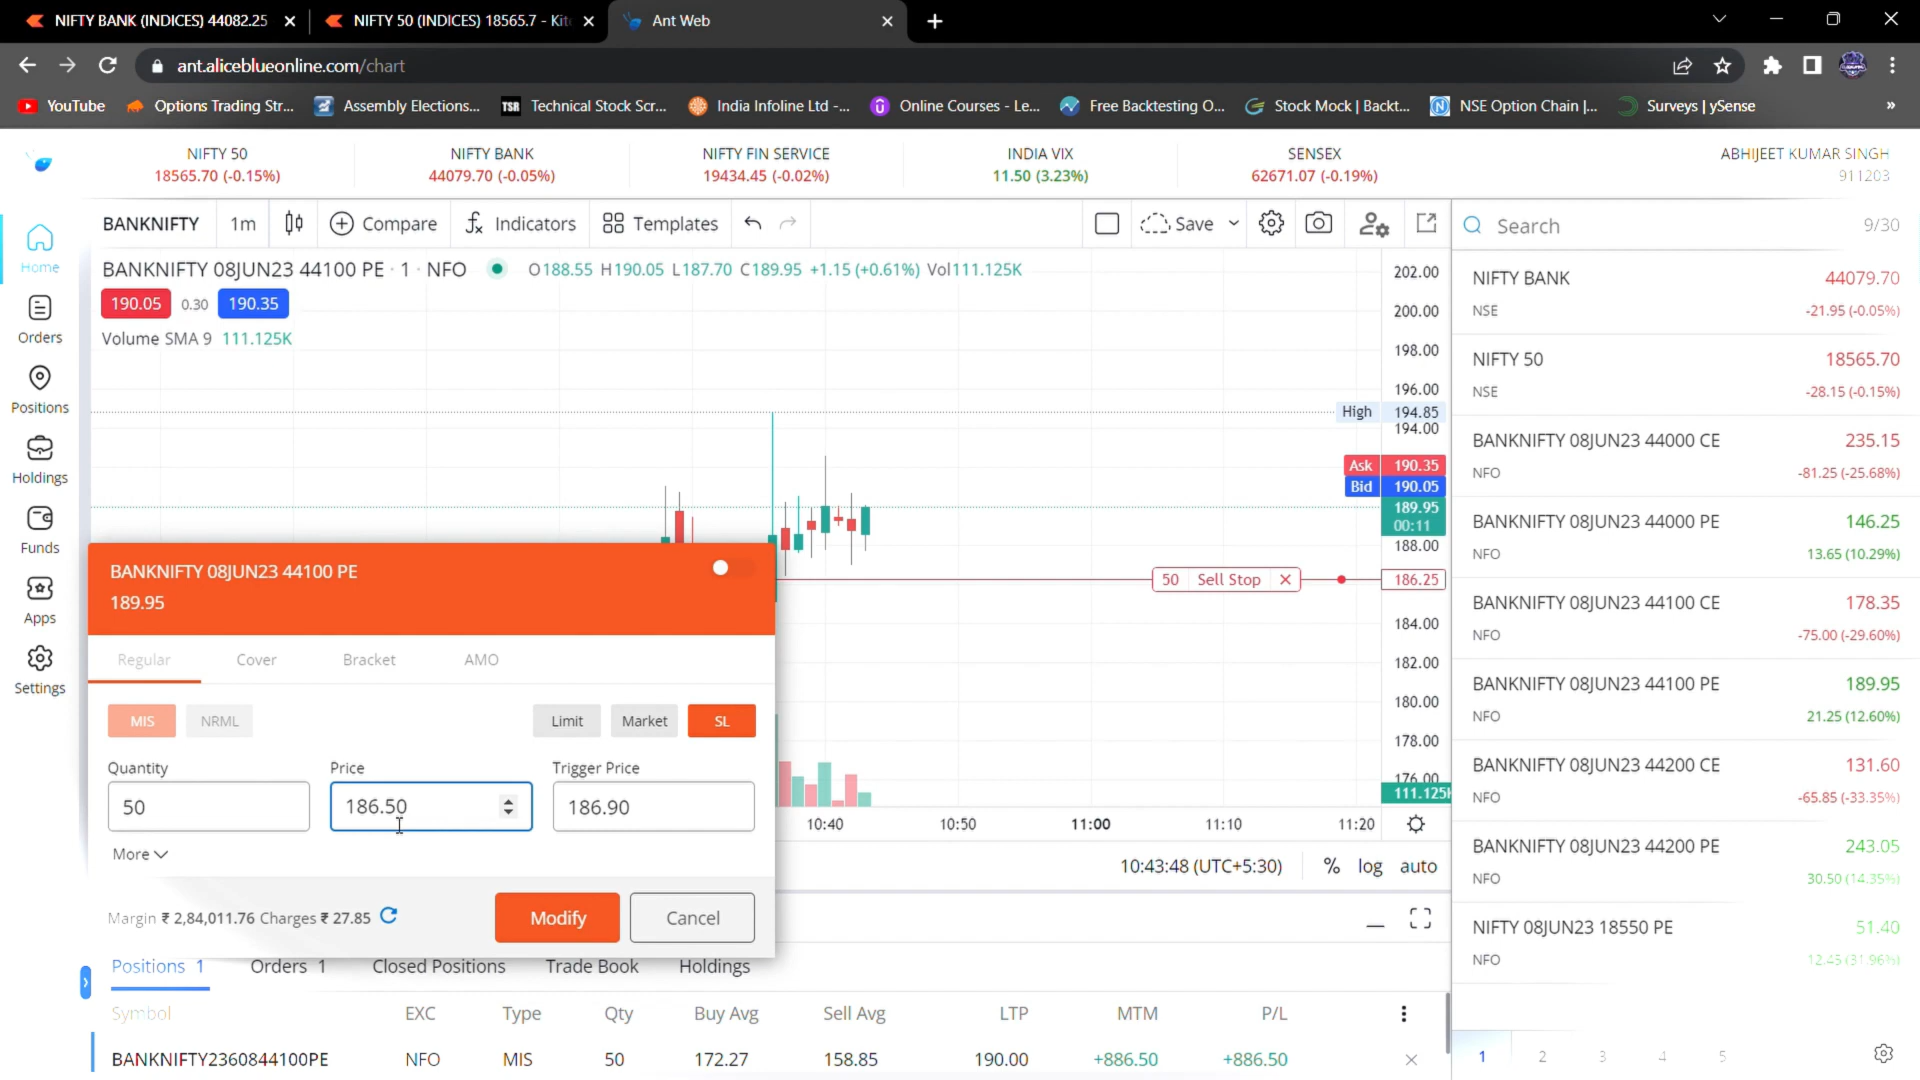 NIFTY BANK (INDICES) 44082.25
NIFTY 50 (INDICES) 18565.7 - Kit
Ant Web
ant.aliceblueonline.com/chart
YouTube
Options Trading Str...
Assembly Elections...
TSR
Technical Stock Scr...
India Infoline Ltd -...
Online Courses - Le...
Free Backtesting O...
Stock Mock | Backt...
NSE Option Chain |...
Surveys | ySense
»
NIFTY 50
18565.70 (-0.15%)
NIFTY BANK
44079.70 (-0.05%)
NIFTY FIN SERVICE
19434.45 (-0.02%)
INDIA VIX
11.50 (3.23%)
SENSEX
62671.07 (-0.19%)
ABHIJEET KUMAR SINGH
911203
Home
Orders
Positions
Holdings
Funds
Apps
Settings
BANKNIFTY
1m
Compare
Indicators
Templates
Save
BANKNIFTY 08JUN23 44100 PE · 1 · NFO
O188.55 H190.05 L187.70 C189.95 +1.15 (+0.61%) Vol111.125K
190.05
0.30
190.35
Volume SMA 9 111.125K
202.00
200.00
198.00
196.00
High 194.85
194.00
Ask 190.35
Bid 190.05
189.95
00:11
188.00
50 Sell Stop 186.25
184.00
182.00
180.00
178.00
176.00
111.125K
10:40
10:50
11:00
11:10
11:20
10:43:48 (UTC+5:30)
% log auto
BANKNIFTY 08JUN23 44100 PE
189.95
Regular
Cover
Bracket
AMO
MIS
NRML
Limit
Market
SL
Quantity
Price
Trigger Price
50
186.50
186.90
More
Margin ₹ 2,84,011.76 Charges ₹ 27.85
Modify
Cancel
Positions 1
Orders 1
Closed Positions
Trade Book
Holdings
Symbol EXC Type Qty Buy Avg Sell Avg LTP MTM P/L
BANKNIFTY2360844100PE NFO MIS 50 172.27 158.85 190.00 +886.50 +886.50
Search
9/30
NIFTY BANK 44079.70
NSE -21.95 (-0.05%)
NIFTY 50 18565.70
NSE -28.15 (-0.15%)
BANKNIFTY 08JUN23 44000 CE 235.15
NFO -81.25 (-25.68%)
BANKNIFTY 08JUN23 44000 PE 146.25
NFO 13.65 (10.29%)
BANKNIFTY 08JUN23 44100 CE 178.35
NFO -75.00 (-29.60%)
BANKNIFTY 08JUN23 44100 PE 189.95
NFO 21.25 (12.60%)
BANKNIFTY 08JUN23 44200 CE 131.60
NFO -65.85 (-33.35%)
BANKNIFTY 08JUN23 44200 PE 243.05
NFO 30.50 (14.35%)
NIFTY 08JUN23 18550 PE 51.40
NFO 12.45 (31.96%)
1 2 3 4 5